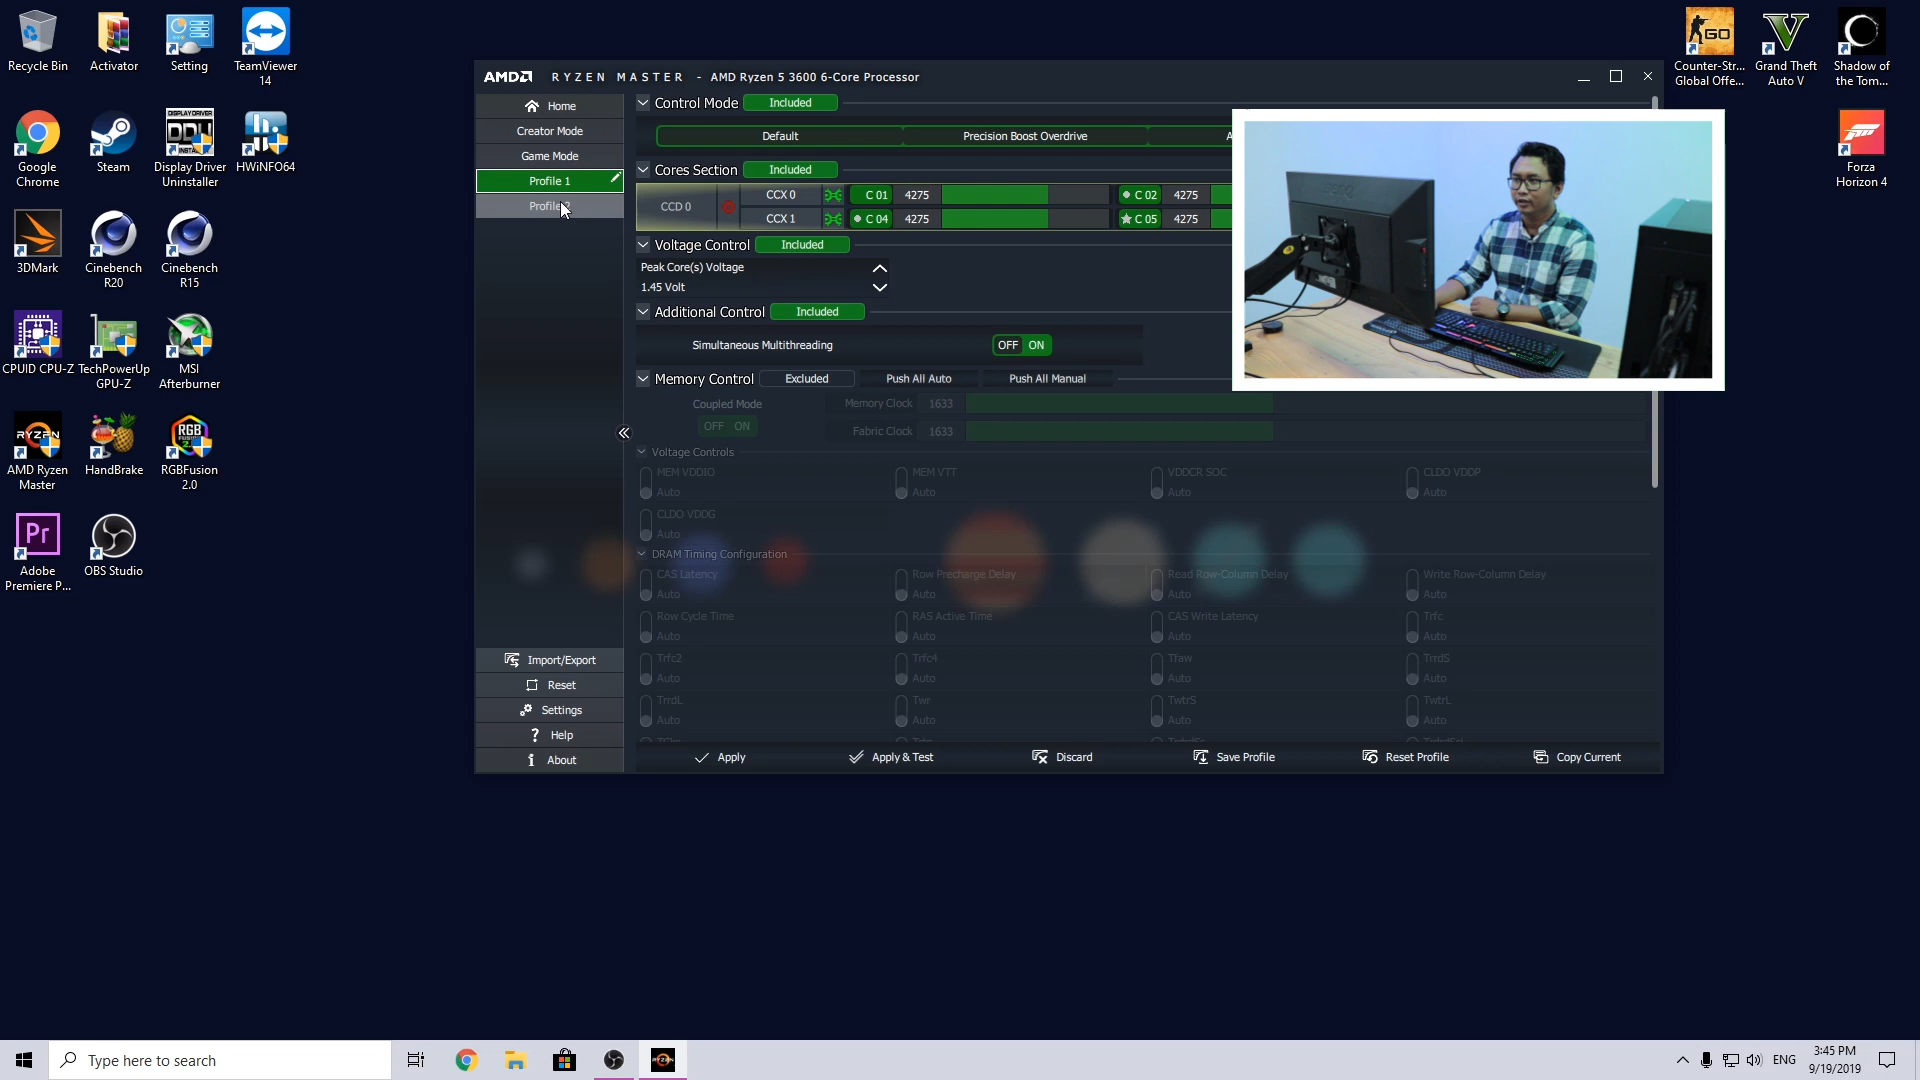 Recycle Bin
Activator
Setting
TeamViewer
14
Google
Chrome
Steam
Display Driver
Uninstaller
HWiNFO64
3DMark
Cinebench
R20
Cinebench
R15
CPUID CPU-Z
TechPowerUp
GPU-Z
MSI
Afterburner
AMD Ryzen
Master
HandBrake
RGBFusion
2.0
Adobe
Premiere P...
OBS Studio
Counter-Str...
Global Offe...
Grand Theft
Auto V
Shadow of
the Tom...
Forza
Horizon 4
AMD RYZEN MASTER - AMD Ryzen 5 3600 6-Core Processor
Home
Creator Mode
Game Mode
Profile 1
Profile
Import/Export
Reset
Settings
Help
About
Control Mode Included
Default Precision Boost Overdrive A
Cores Section Included
CCD 0
CCX 0 C 01 4275 C 02 4275
CCX 1 C 04 4275 C 05 4275
Voltage Control Included
Peak Core(s) Voltage
1.45 Volt
Additional Control Included
Simultaneous Multithreading OFF ON
Memory Control Excluded Push All Auto Push All Manual
Coupled Mode Memory Clock 1633
OFF ON Fabric Clock 1633
Voltage Controls
MEM VDDIO MEM VTT VDDCR SOC CLDO VDDP
Auto Auto Auto Auto
CLDO VDDG
Auto
DRAM Timing Configuration
CAS Latency Row Precharge Delay Read Row-Column Delay Write Row-Column Delay
Auto Auto Auto Auto
Row Cycle Time RAS Active Time CAS Write Latency Trfc
Auto Auto Auto Auto
Trfc2 Trfc4 Tfaw TrrdS
Auto Auto Auto Auto
TrrdL Twr TwtrS TwtrL
Auto Auto Auto Auto
Apply Apply & Test Discard Save Profile Reset Profile Copy Current
Type here to search
ENG
3:45 PM
9/19/2019